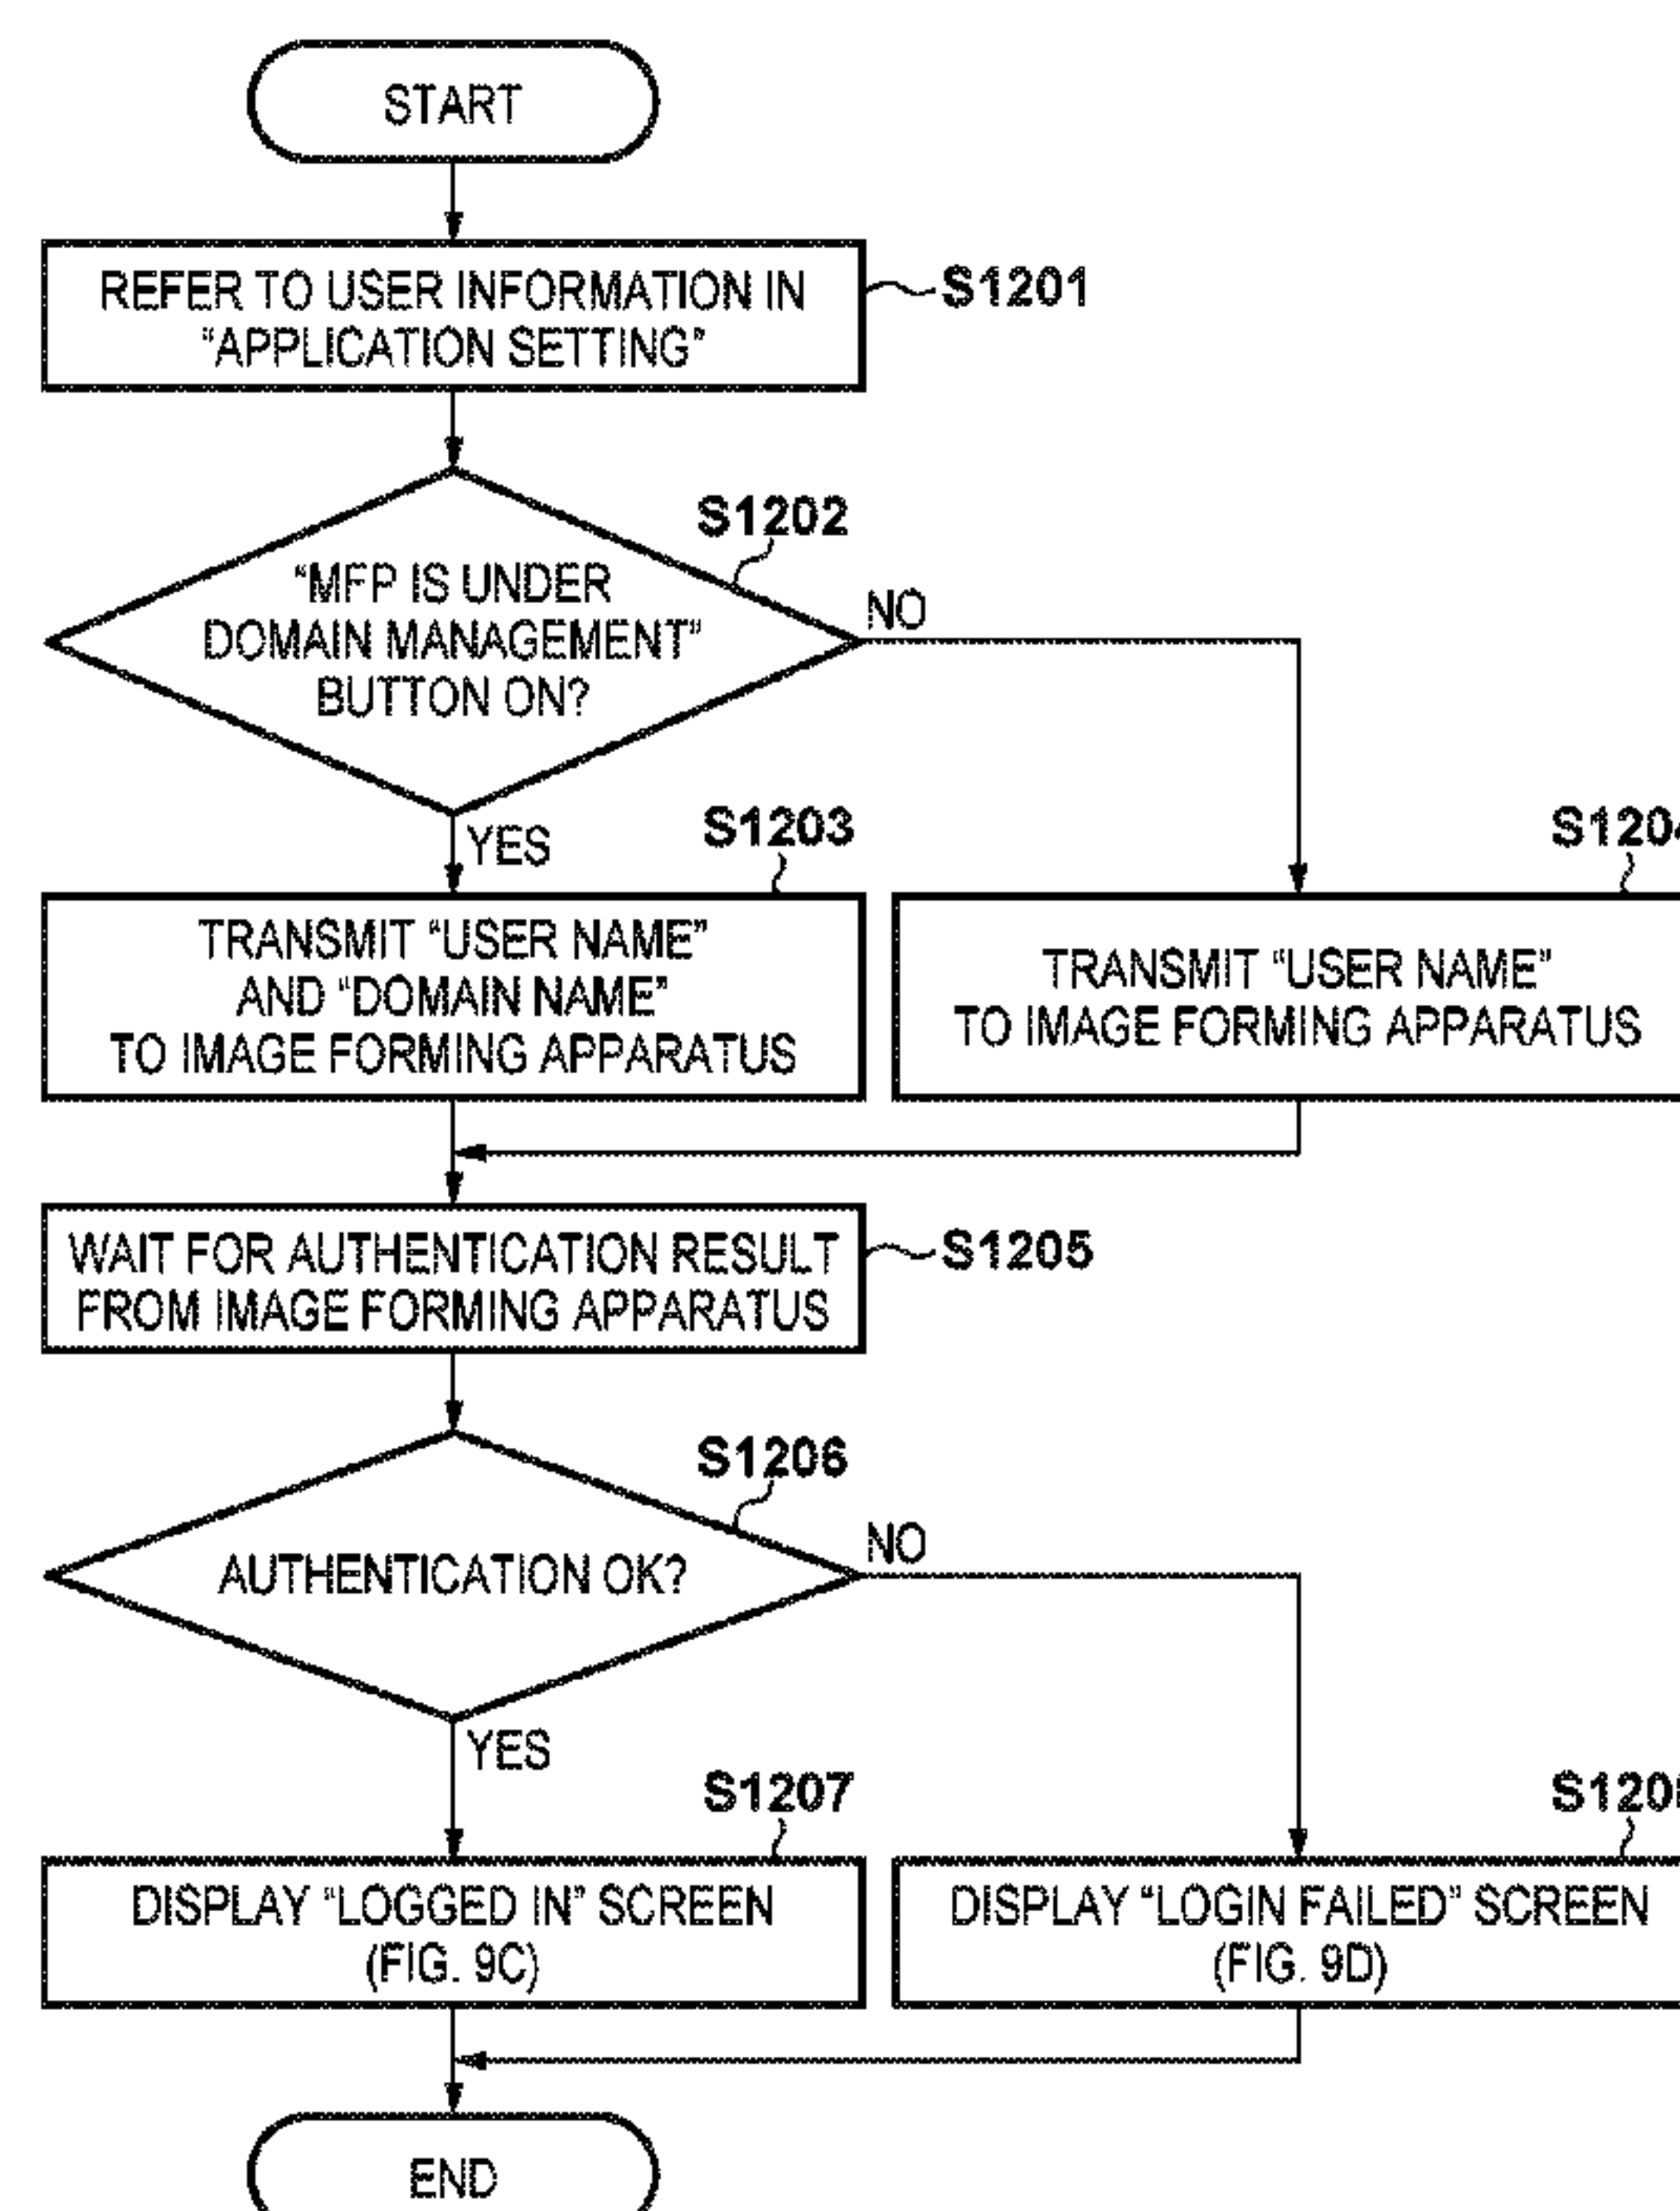 START
REFER TO USER INFORMATION IN
"APPLICATION SETTING"
S1201
S1202
"MFP IS UNDER
DOMAIN MANAGEMENT"
BUTTON ON?
NO
YES
S1203
TRANSMIT "USER NAME"
AND "DOMAIN NAME"
TO IMAGE FORMING APPARATUS
S1204
TRANSMIT "USER NAME"
TO IMAGE FORMING APPARATUS
WAIT FOR AUTHENTICATION RESULT
FROM IMAGE FORMING APPARATUS
S1205
S1206
AUTHENTICATION OK?
NO
YES
S1207
DISPLAY "LOGGED IN" SCREEN
(FIG. 9C)
DISPLAY "LOGIN FAILED" SCREEN
(FIG. 9D)
END